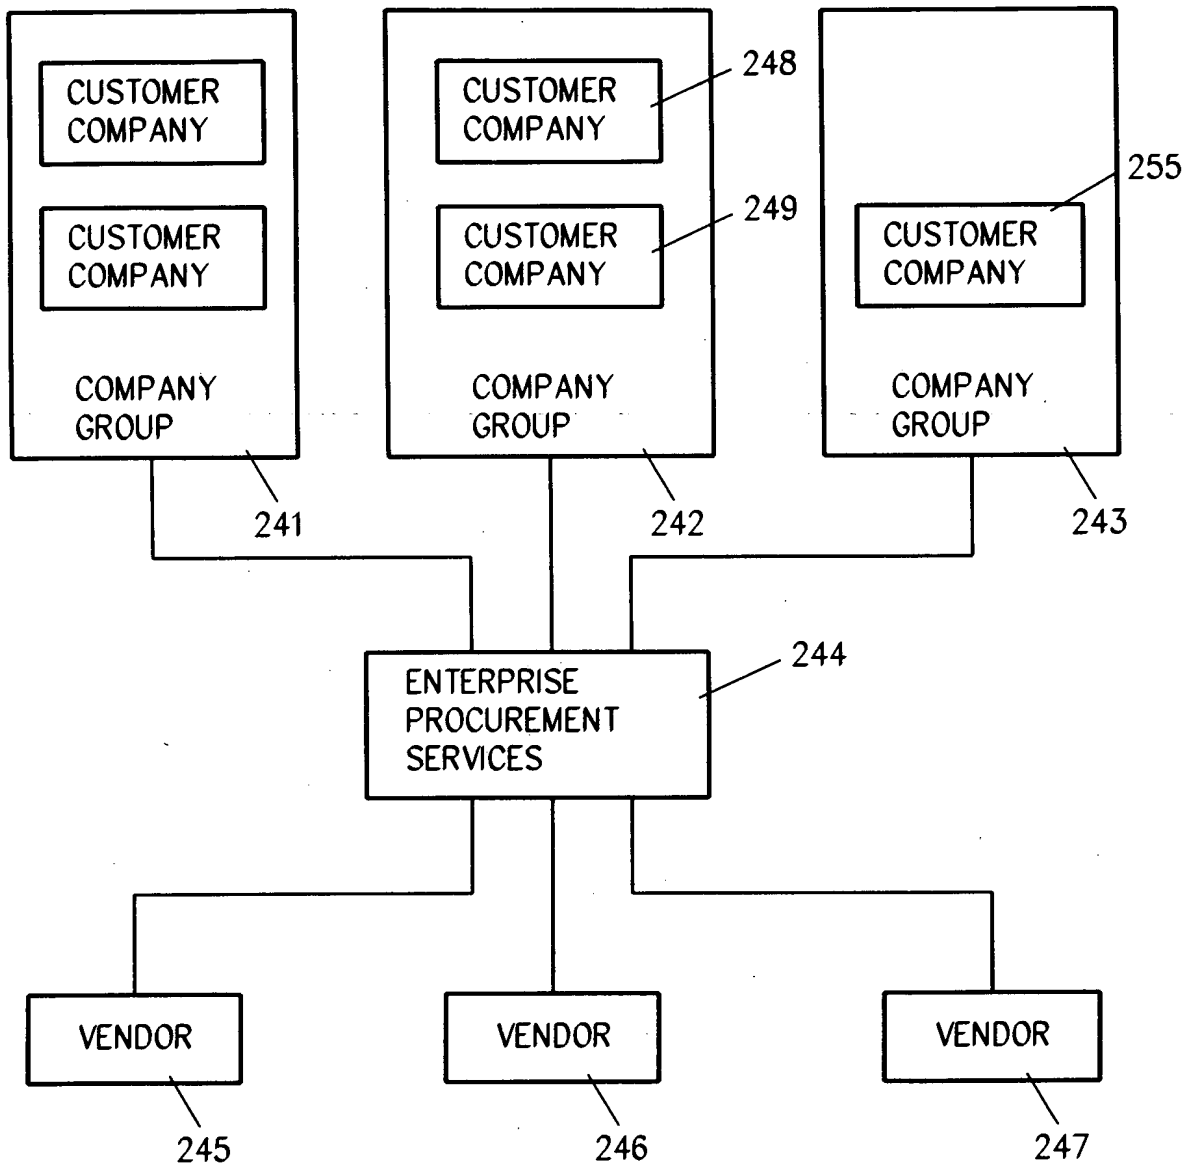 CUSTOMER
COMPANY
CUSTOMER
COMPANY
COMPANY
GROUP
241
CUSTOMER
COMPANY
248
CUSTOMER
COMPANY
249
COMPANY
GROUP
242
CUSTOMER
COMPANY
255
COMPANY
GROUP
243
ENTERPRISE
PROCUREMENT
SERVICES
244
VENDOR
245
VENDOR
246
VENDOR
247